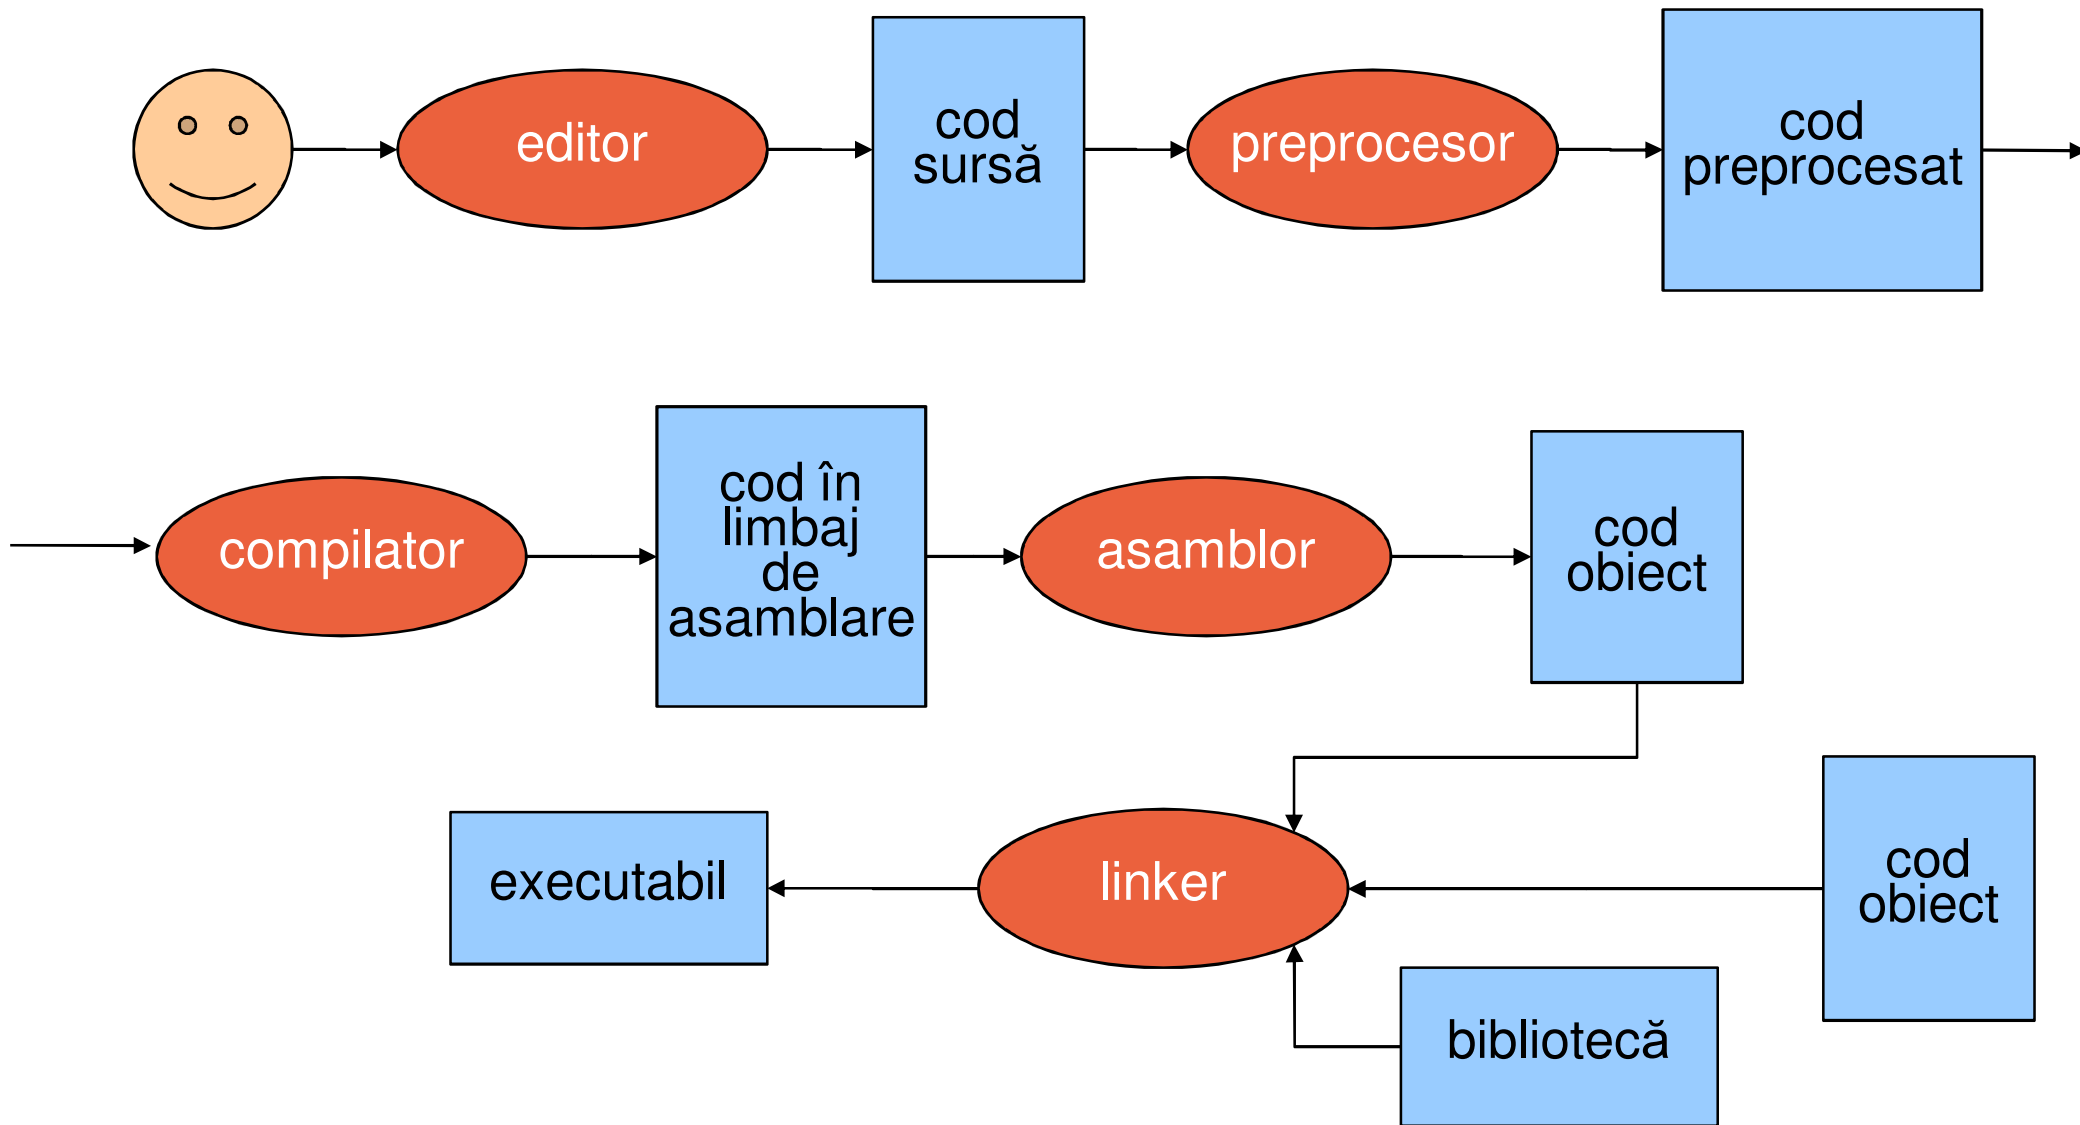 editor
cod
sursă
preprocesor
cod
preprocesat
compilator
cod în
limbaj
de
asamblare
asamblor
cod
obiect
executabil
linker
cod
obiect
bibliotecă